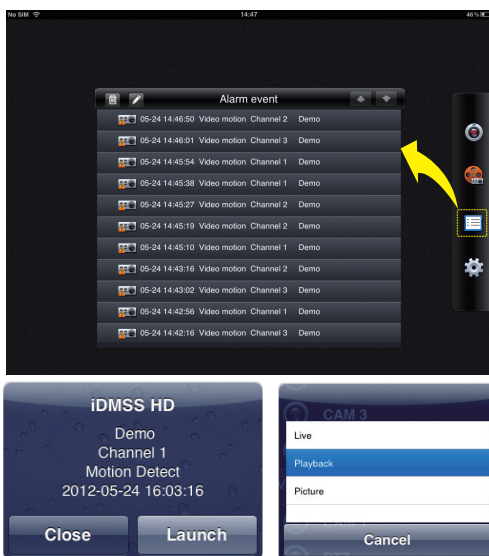 No SIM 14:47 46%
Alarm event
05-24 14:46:50 Video motion Channel 2 Demo
05-24 14:46:01 Video motion Channel 3 Demo
05-24 14:45:54 Video motion Channel 1 Demo
05-24 14:45:38 Video motion Channel 1 Demo
05-24 14:45:27 Video motion Channel 2 Demo
05-24 14:45:19 Video motion Channel 2 Demo
05-24 14:45:10 Video motion Channel 1 Demo
05-24 14:43:16 Video motion Channel 2 Demo
05-24 14:43:02 Video motion Channel 3 Demo
05-24 14:42:56 Video motion Channel 1 Demo
05-24 14:42:16 Video motion Channel 3 Demo
iDMSS HD
Demo
Channel 1
Motion Detect
2012-05-24 16:03:16
Close Launch
CAM 3
Live
Playback
Picture
Cancel